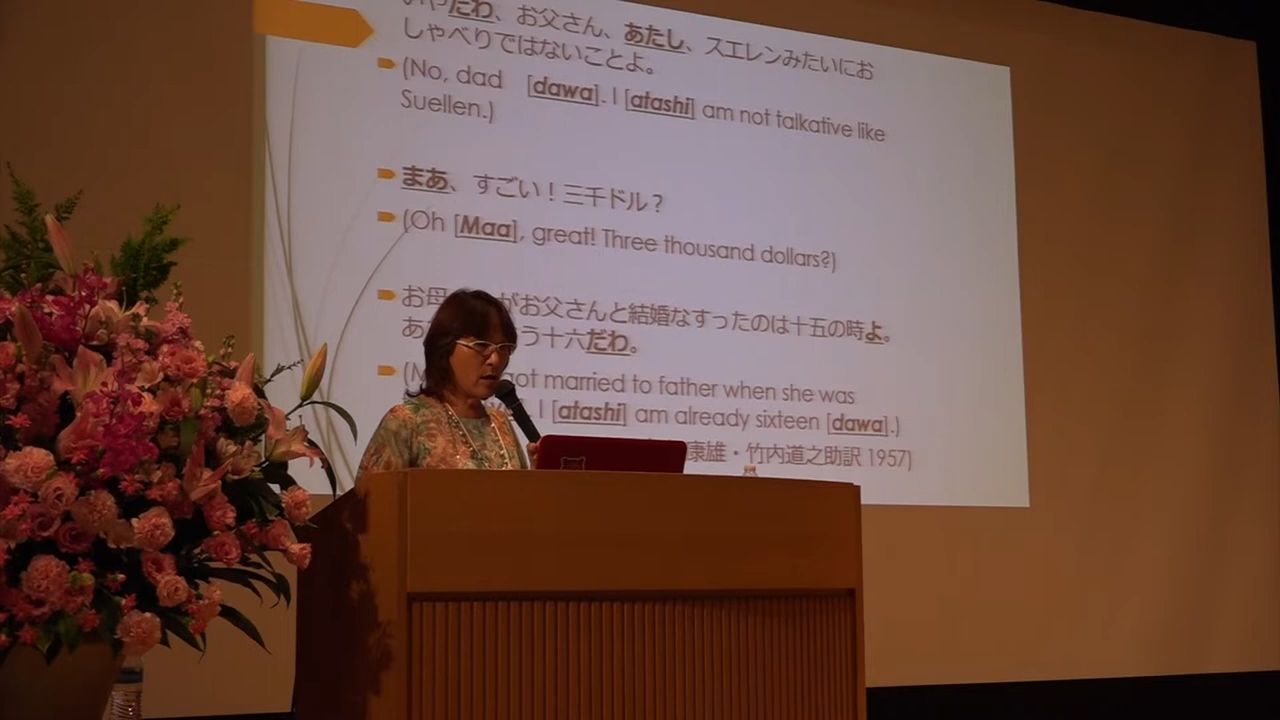 だわ、お父さん、あたし、スエレンみたいにお
しゃべりではないことよ。
(No, dad [dawa]. I [atashi] am not talkative like
Suellen.)
まあ、すごい！三千ドル？
(Oh [Maa], great! Three thousand dollars?)
お母 がお父さんと結婚なすったのは十五の時よ。
あ う十六だわ。
got married to father when she was
I [atashi] am already sixteen [dawa].)
康雄・竹内道之助訳 1957)